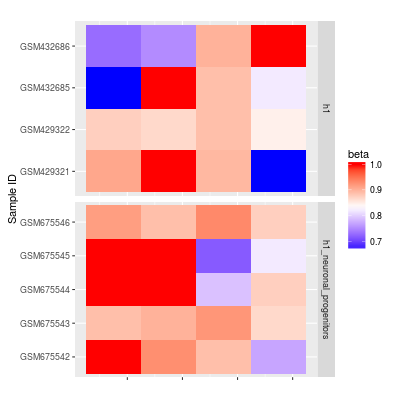 GSM432686
GSM432685
GSM429322
GSM429321
h1
GSM675546
GSM675545
GSM675544
GSM675543
GSM675542
h1_neuronal_progenitors
Sample ID
beta
1.0
0.9
0.8
0.7